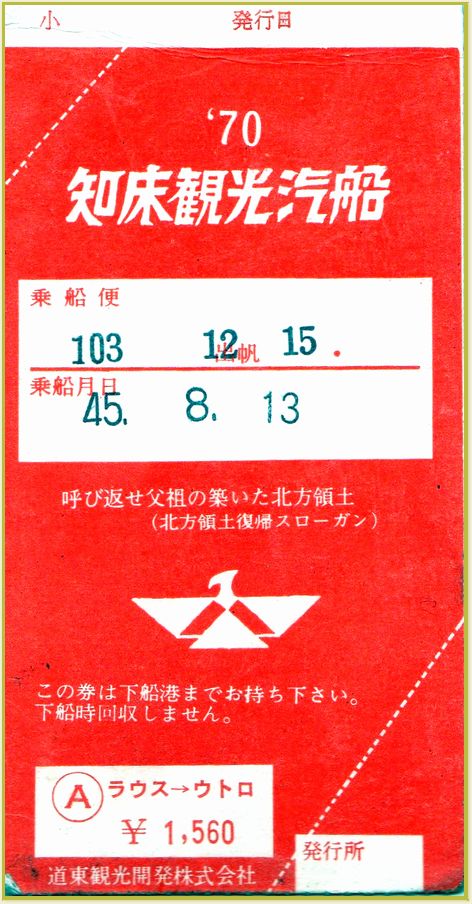 小 発行日
'70
知床観光汽船
乗船便
103 12 出帆 15.
乗船月日
45. 8. 13
呼び返せ父祖の築いた北方領土
(北方領土復帰スローガン)
この券は下船港までお持ち下さい。
下船時回収しません。
A ラウス→ウトロ
¥ 1,560
発行所
道東観光開発株式会社